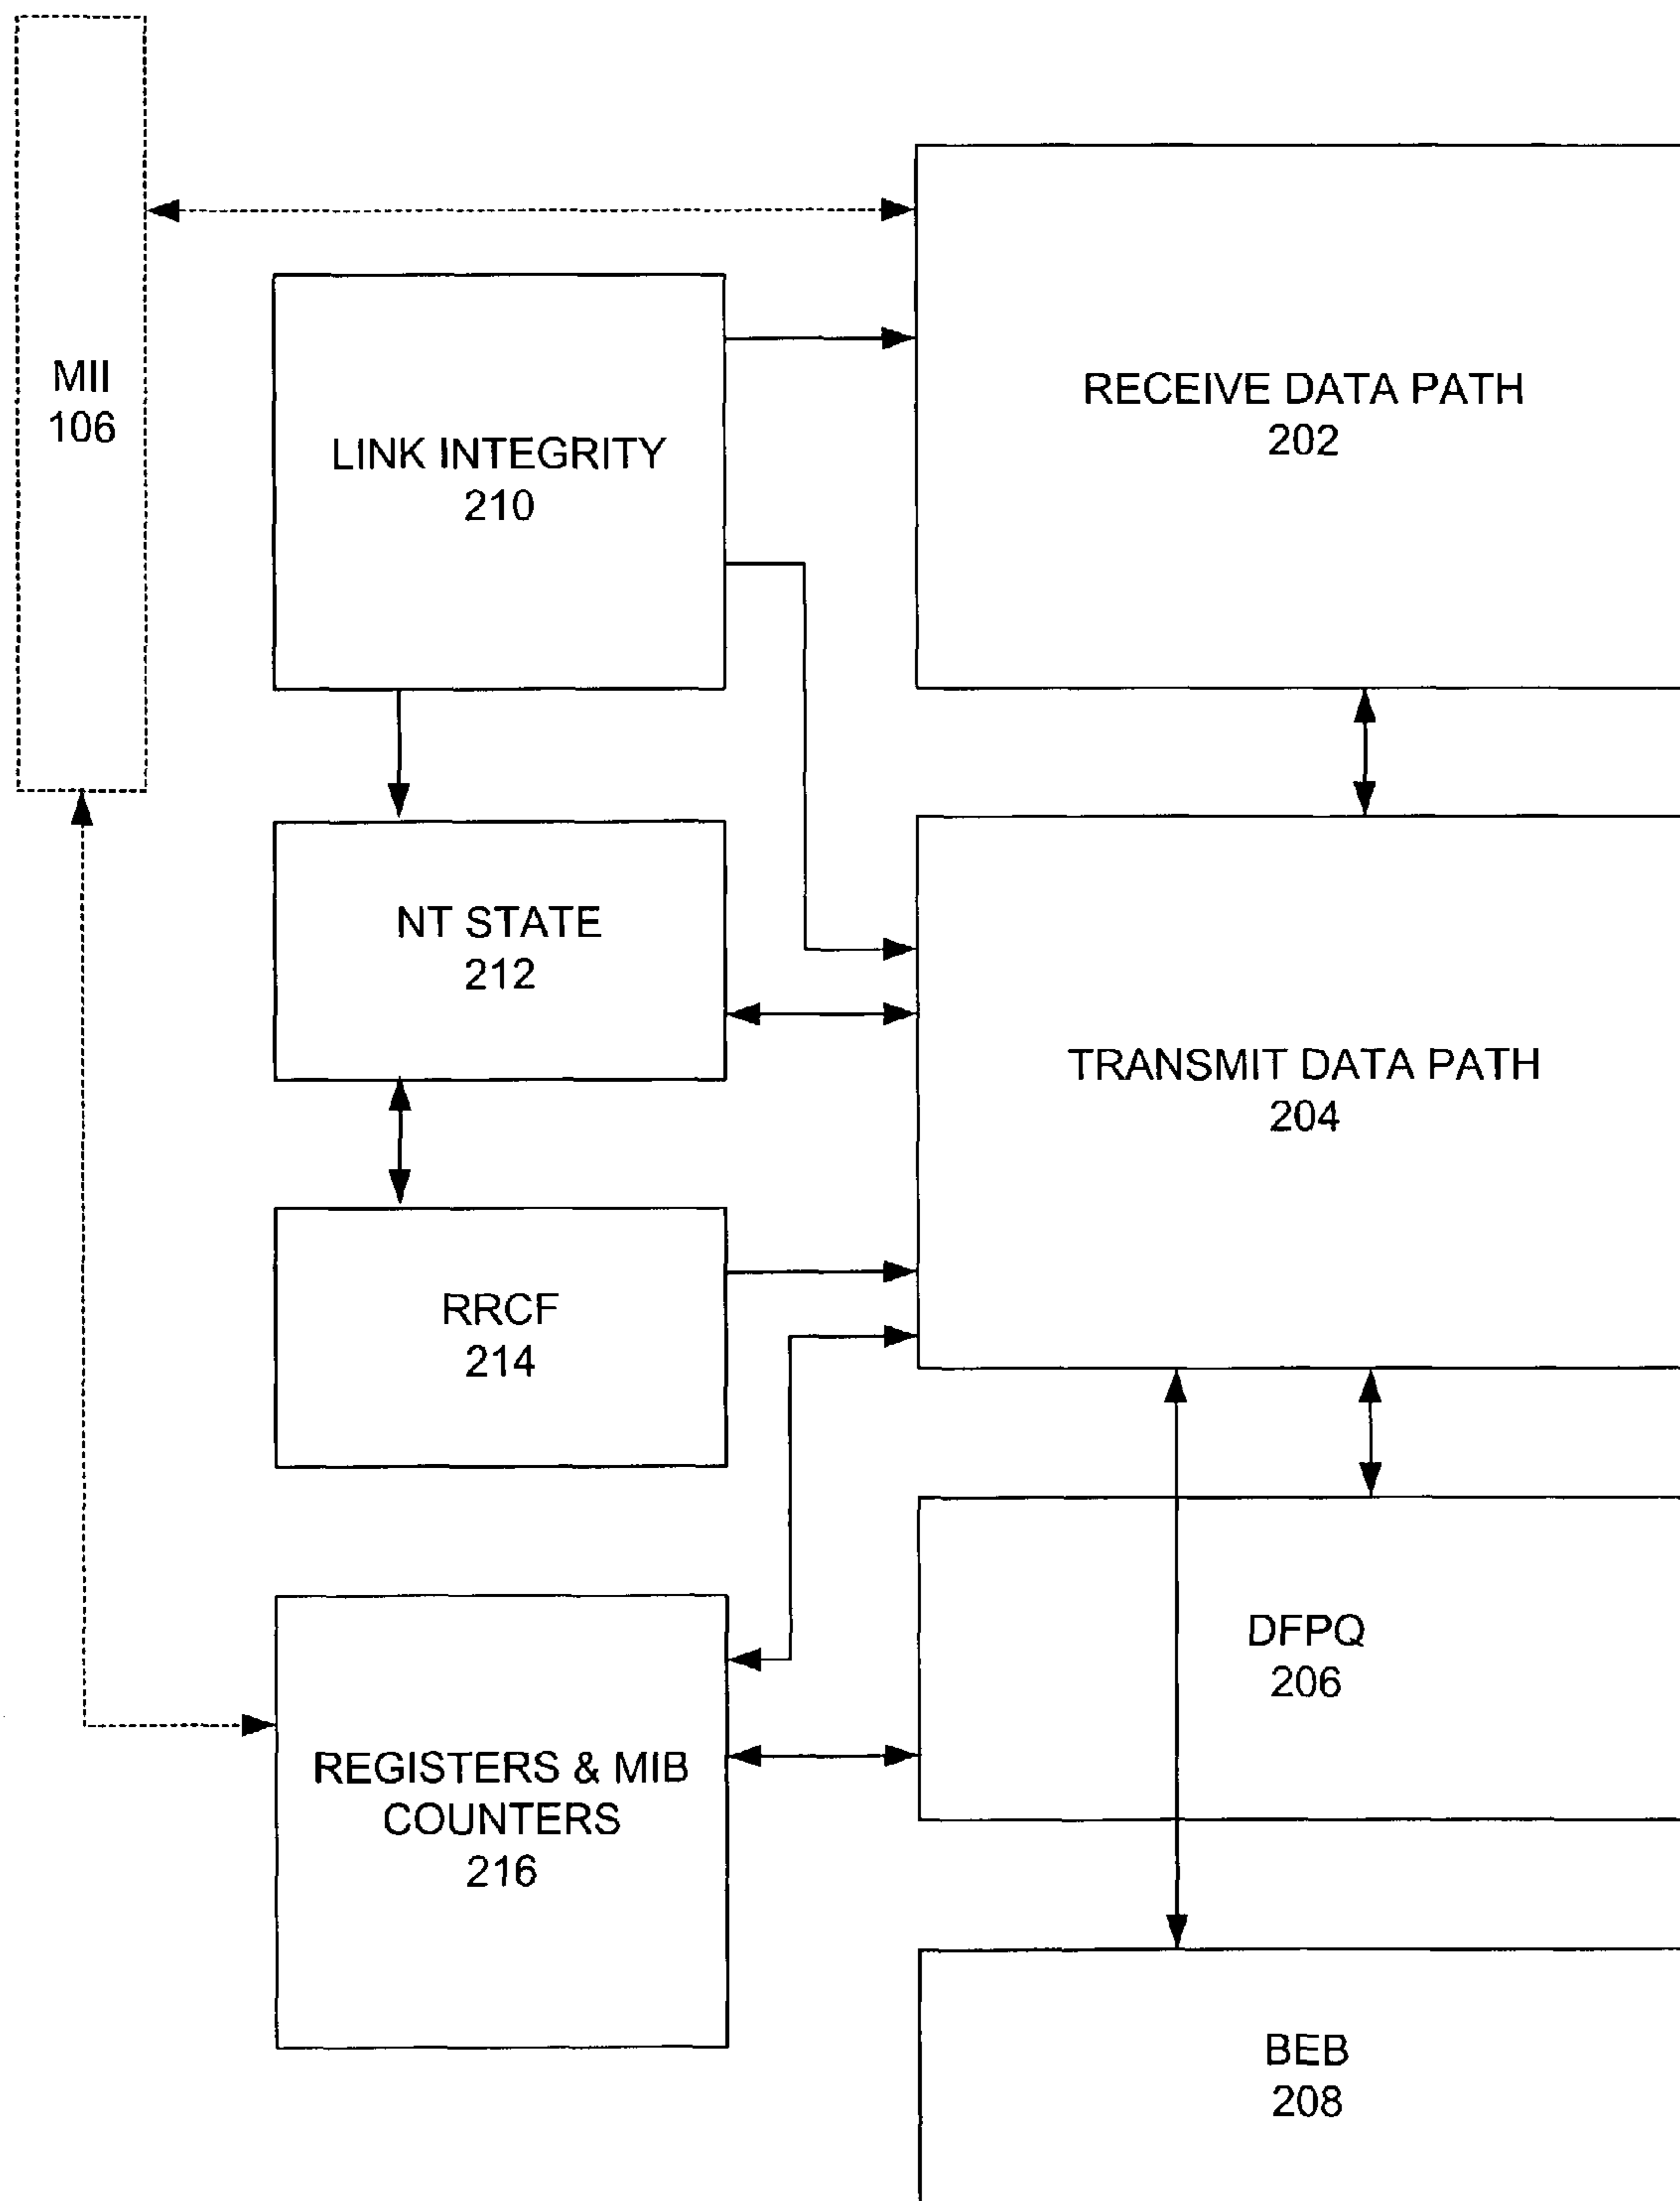 MII
106
RECEIVE DATA PATH
202
LINK INTEGRITY
210
NT STATE
212
TRANSMIT DATA PATH
204
RRCF
214
DFPQ
206
REGISTERS & MIB
COUNTERS
216
BEB
208